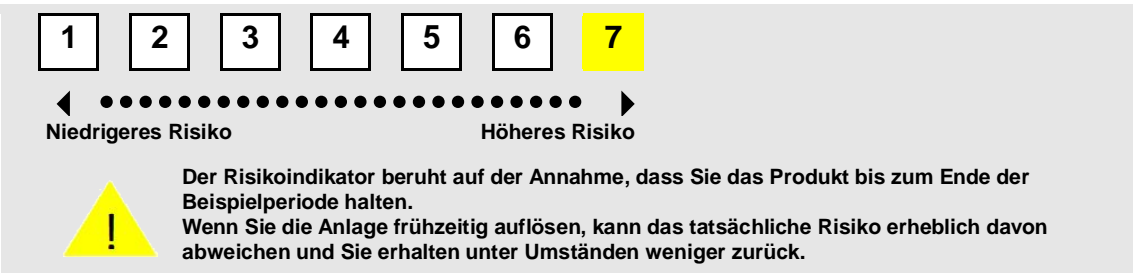 1 2 3 4 5 6 7
Niedrigeres Risiko Höheres Risiko
!
Der Risikoindikator beruht auf der Annahme, dass Sie das Produkt bis zum Ende der
Beispielperiode halten.
Wenn Sie die Anlage frühzeitig auflösen, kann das tatsächliche Risiko erheblich davon
abweichen und Sie erhalten unter Umständen weniger zurück.